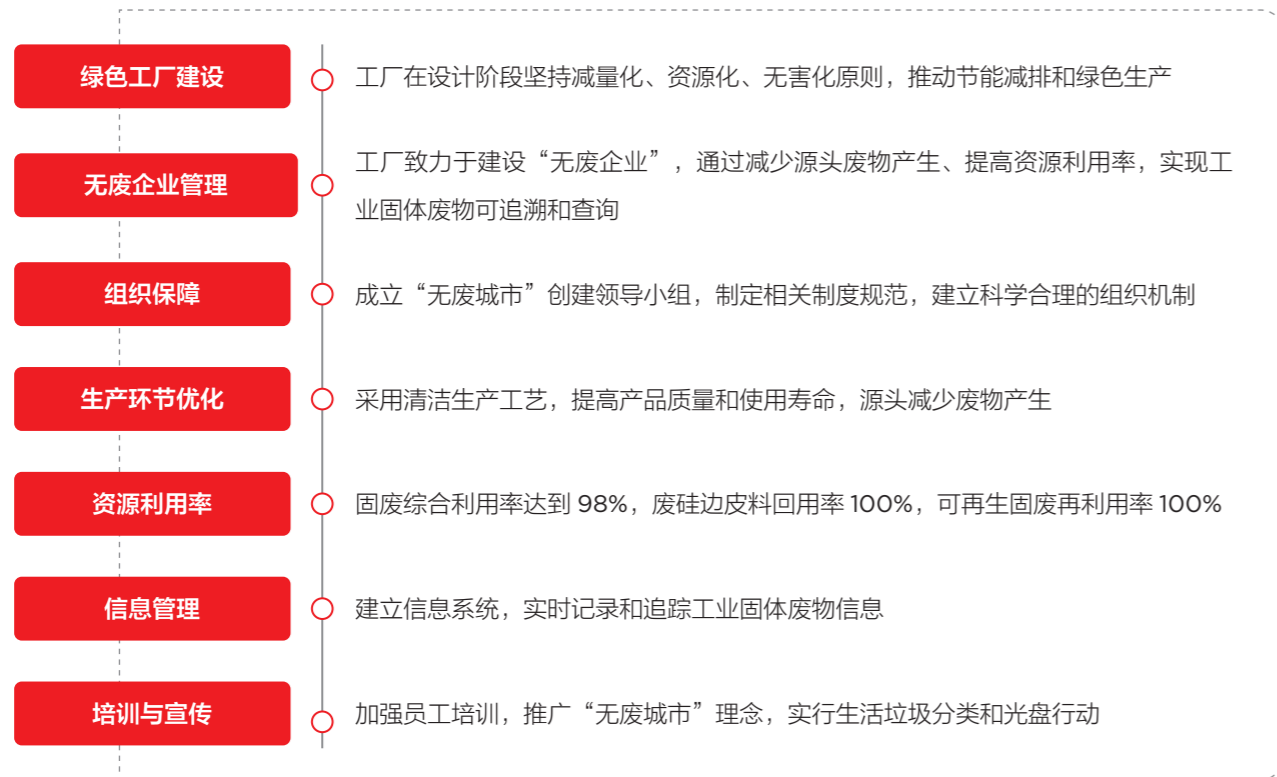 绿色工厂建设
工厂在设计阶段坚持减量化、资源化、无害化原则，推动节能减排和绿色生产
无废企业管理
工厂致力于建设“无废企业”，通过减少源头废物产生、提高资源利用率，实现工
业固体废物可追溯和查询
组织保障
成立“无废城市”创建领导小组，制定相关制度规范，建立科学合理的组织机制
生产环节优化
采用清洁生产工艺，提高产品质量和使用寿命，源头减少废物产生
资源利用率
固废综合利用率达到 98%，废硅边皮料回用率 100%，可再生固废再利用率 100%
信息管理
建立信息系统，实时记录和追踪工业固体废物信息
培训与宣传
加强员工培训，推广“无废城市”理念，实行生活垃圾分类和光盘行动